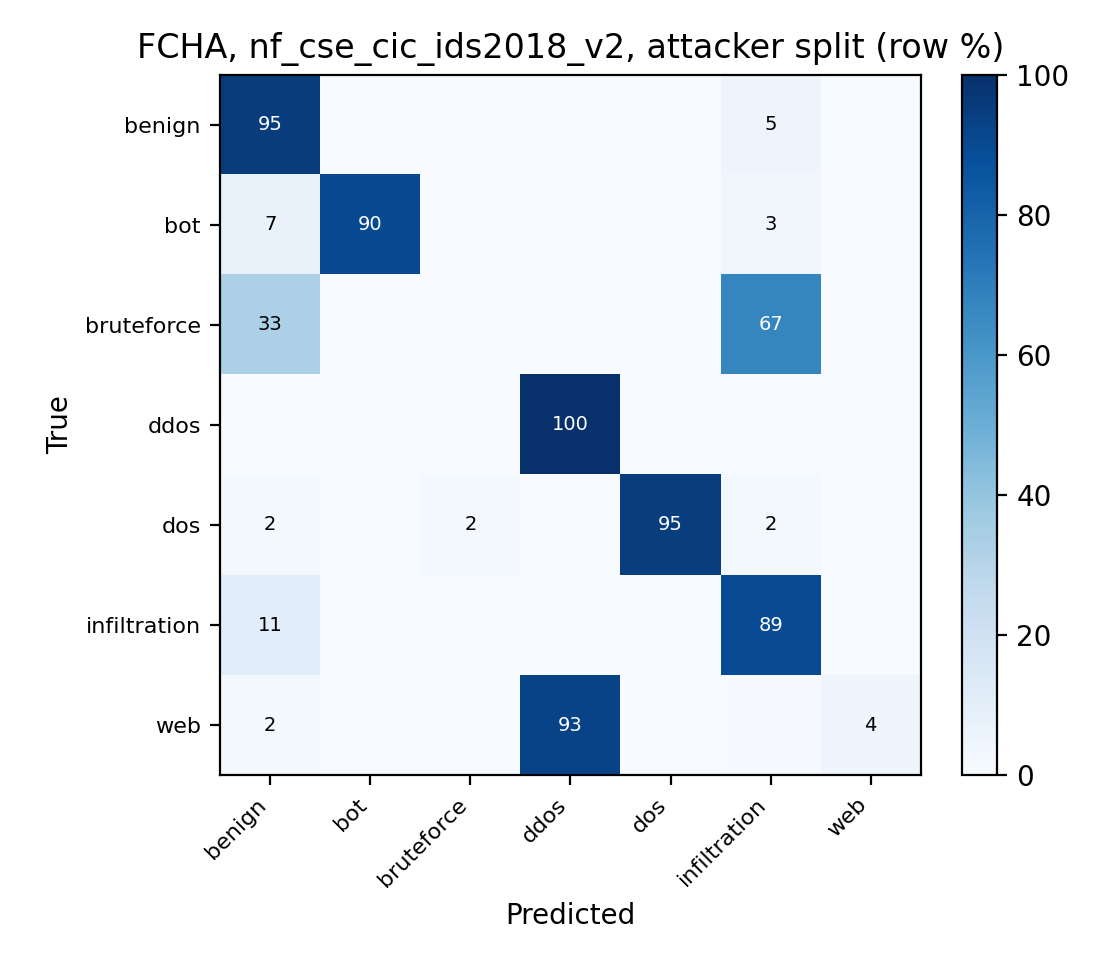 FCHA, nf_cse_cic_ids2018_v2, attacker split (row %)
benign 95 5
bot 7 90 3
bruteforce 33 67
ddos 100
dos 2 2 95 2
infiltration 11 89
web 2 93 4
True
benign bot bruteforce ddos dos infiltration web
Predicted
100
80
60
40
20
0